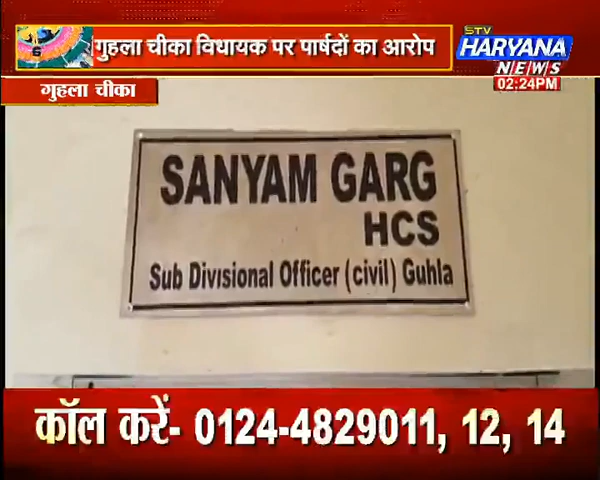 गुहला चीका विधायक पर पार्षदों का आरोप
STV
HARYANA
NEWS
02:24PM
गुहला चीका
SANYAM GARG
HCS
Sub Divisional Officer (civil) Guhla
कॉल करें- 0124-4829011, 12, 14